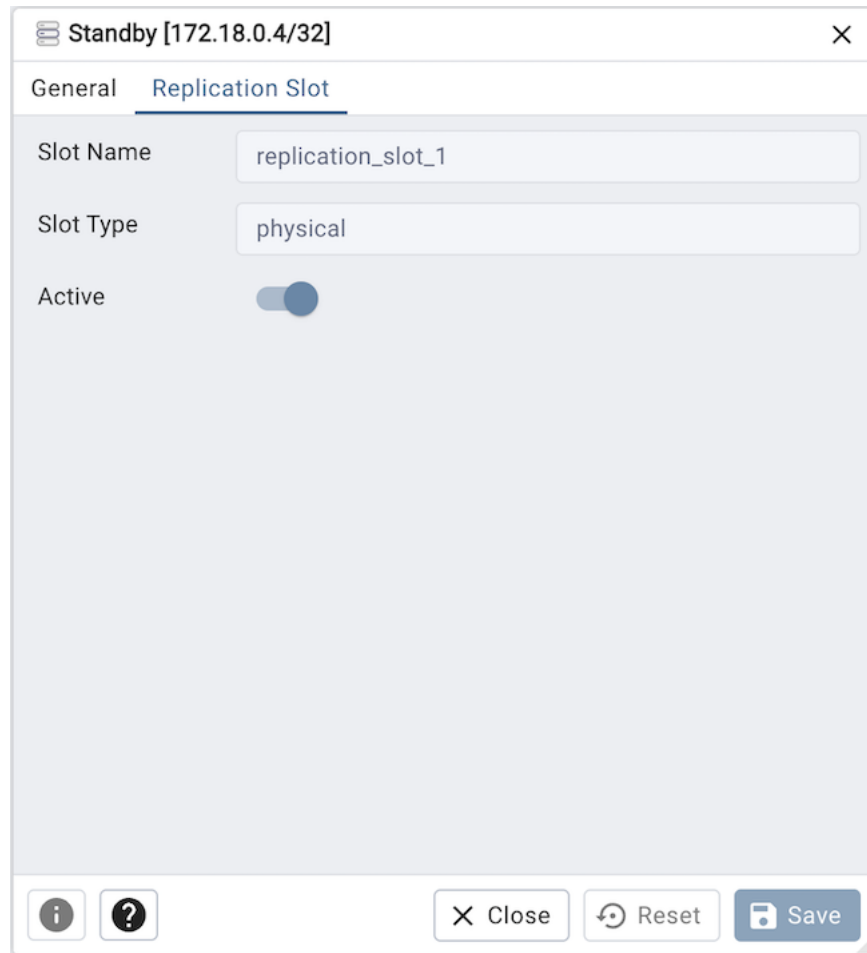 Standby [172.18.0.4/32]
General Replication Slot
Slot Name replication_slot_1
Slot Type physical
Active
Close Reset Save